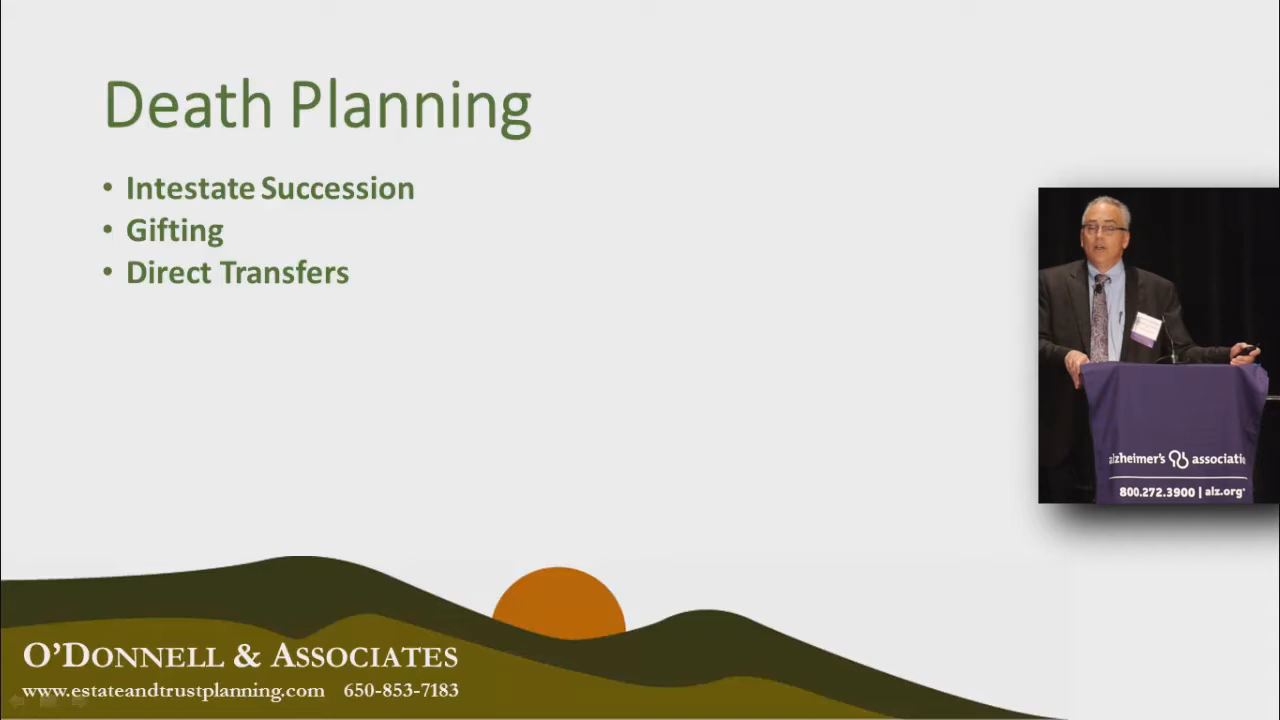 Death Planning
• Intestate Succession
• Gifting
• Direct Transfers
alzheimer's associatio
800.272.3900 | alz.org
O'DONNELL & ASSOCIATES
www.estateandtrustplanning.com 650-853-7183